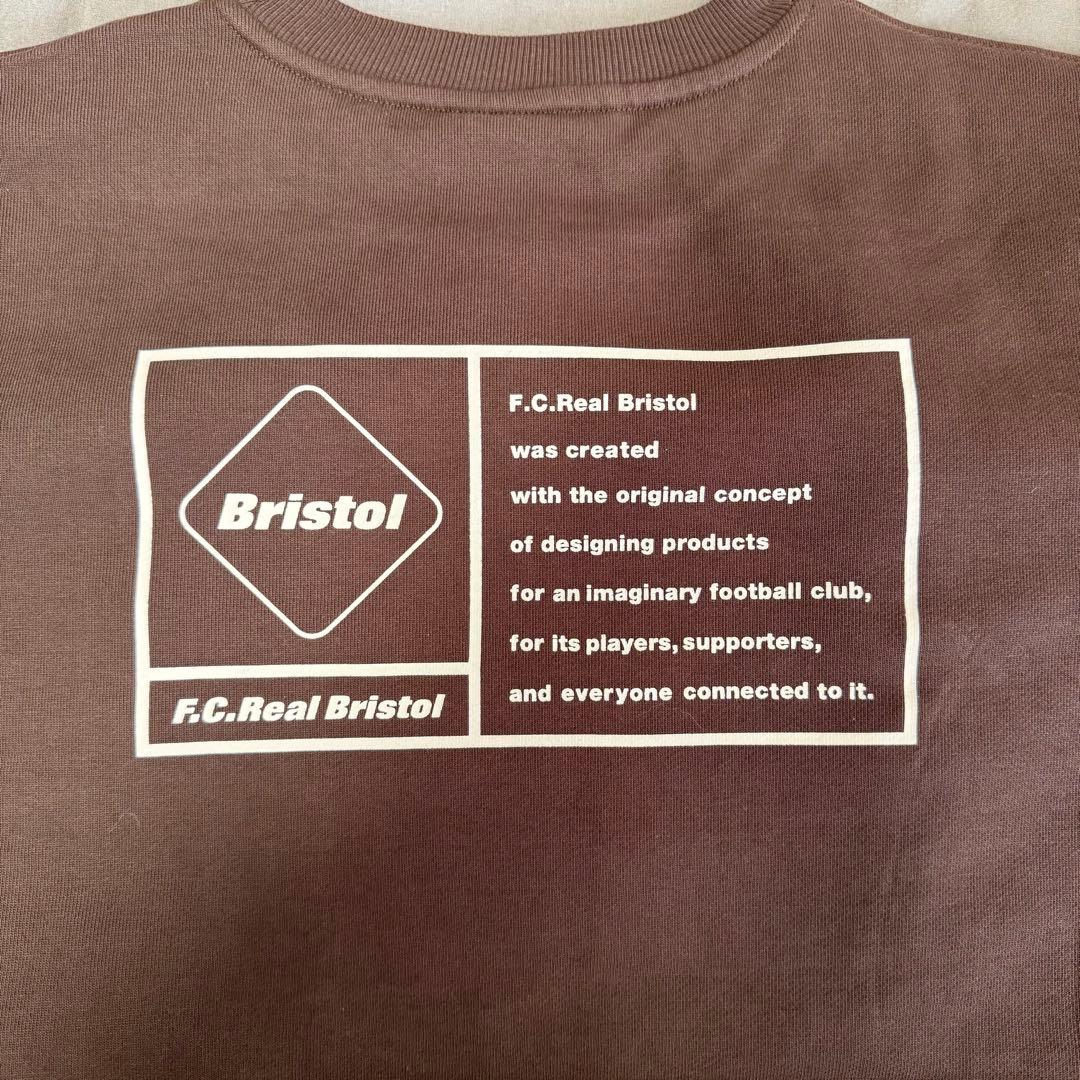 Bristol
F.C.Real Bristol
F.C.Real Bristol
was created
with the original concept
of designing products
for an imaginary football club,
for its players, supporters,
and everyone connected to it.